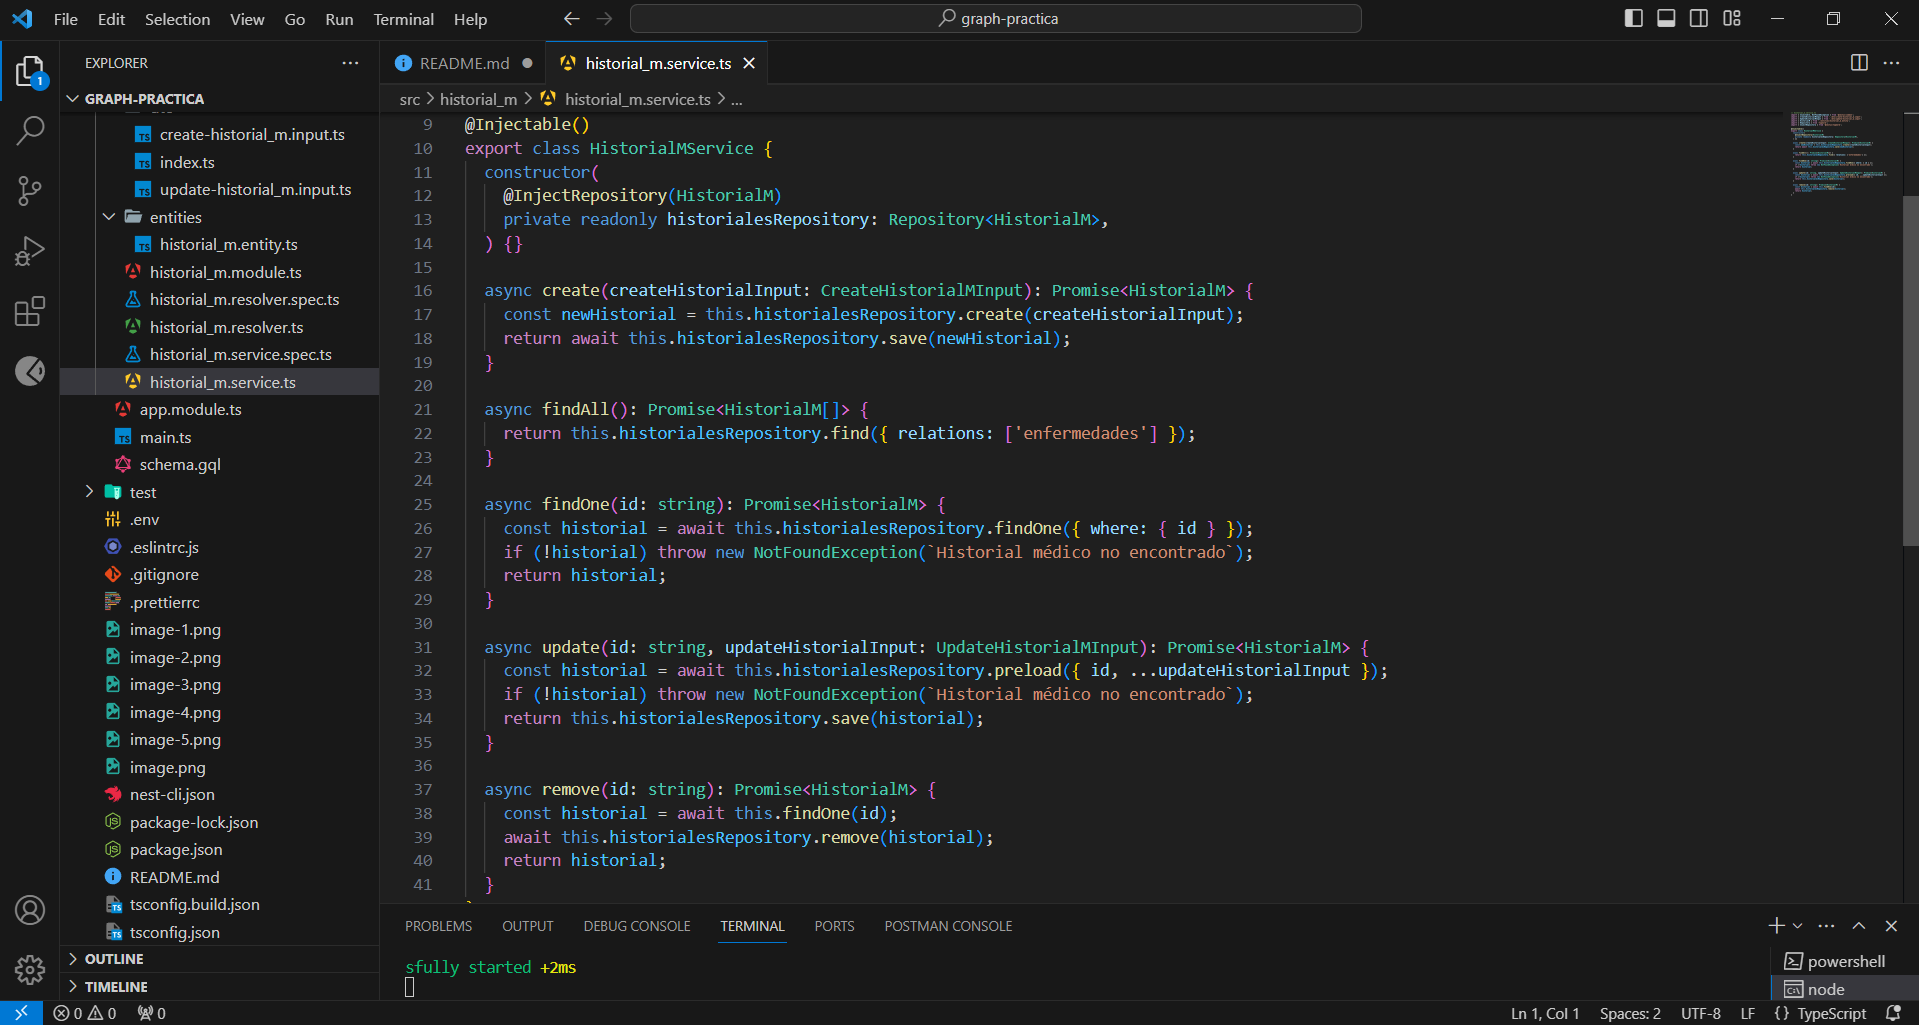 File Edit Selection View Go Run Terminal Help
graph-practica
EXPLORER
GRAPH-PRACTICA
create-historial_m.input.ts
index.ts
update-historial_m.input.ts
entities
historial_m.entity.ts
historial_m.module.ts
historial_m.resolver.spec.ts
historial_m.resolver.ts
historial_m.service.spec.ts
historial_m.service.ts
app.module.ts
main.ts
schema.gql
test
.env
.eslintrc.js
.gitignore
.prettierrc
image-1.png
image-2.png
image-3.png
image-4.png
image-5.png
image.png
nest-cli.json
package-lock.json
package.json
README.md
tsconfig.build.json
tsconfig.json
OUTLINE
TIMELINE
README.md
historial_m.service.ts
src > historial_m > historial_m.service.ts > ...
9 @Injectable()
10 export class HistorialMService {
11 constructor(
12 @InjectRepository(HistorialM)
13 private readonly historialesRepository: Repository<HistorialM>,
14 ) {}
15
16 async create(createHistorialInput: CreateHistorialMInput): Promise<HistorialM> {
17 const newHistorial = this.historialesRepository.create(createHistorialInput);
18 return await this.historialesRepository.save(newHistorial);
19 }
20
21 async findAll(): Promise<HistorialM[]> {
22 return this.historialesRepository.find({ relations: ['enfermedades'] });
23 }
24
25 async findOne(id: string): Promise<HistorialM> {
26 const historial = await this.historialesRepository.findOne({ where: { id } });
27 if (!historial) throw new NotFoundException(`Historial médico no encontrado`);
28 return historial;
29 }
30
31 async update(id: string, updateHistorialInput: UpdateHistorialMInput): Promise<HistorialM> {
32 const historial = await this.historialesRepository.preload({ id, ...updateHistorialInput });
33 if (!historial) throw new NotFoundException(`Historial médico no encontrado`);
34 return this.historialesRepository.save(historial);
35 }
36
37 async remove(id: string): Promise<HistorialM> {
38 const historial = await this.findOne(id);
39 await this.historialesRepository.remove(historial);
40 return historial;
41 }
PROBLEMS OUTPUT DEBUG CONSOLE TERMINAL PORTS POSTMAN CONSOLE
sfully started +2ms
powershell
node
0 0 0
Ln 1, Col 1 Spaces: 2 UTF-8 LF {} TypeScript